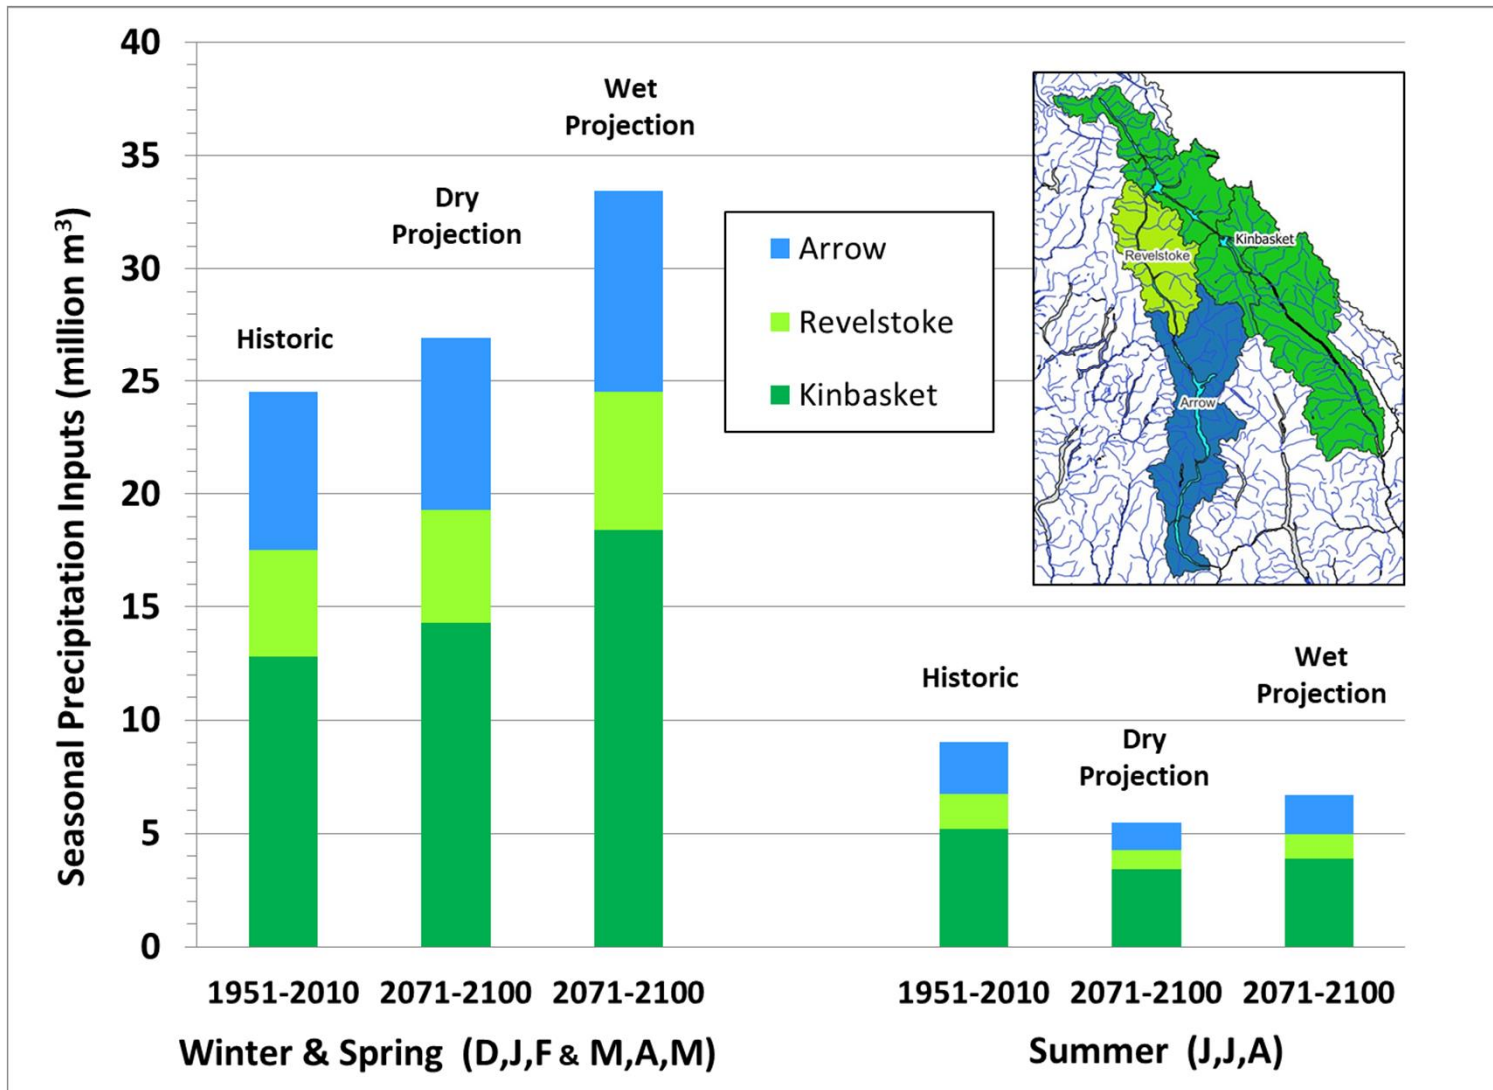 Seasonal Precipitation Inputs (million m³)
40
35
30
25
20
15
10
5
0
Historic
Dry
Projection
Wet
Projection
Arrow
Revelstoke
Kinbasket
Kinbasket
Revelstoke
Arrow
Historic
Dry
Projection
Wet
Projection
1951-2010 2071-2100 2071-2100
1951-2010 2071-2100 2071-2100
Winter & Spring (D,J,F & M,A,M)
Summer (J,J,A)